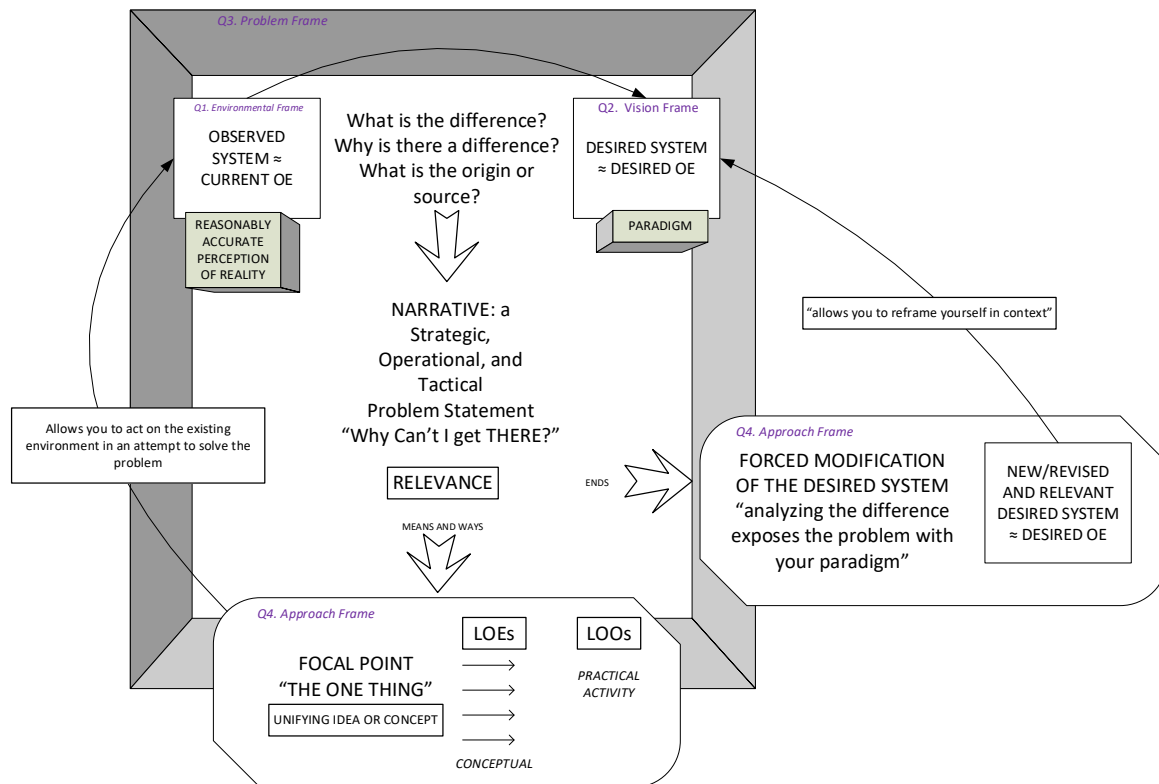 Q3. Problem Frame
Q1. Environmental Frame
OBSERVED
SYSTEM ≈
CURRENT OE
REASONABLY
ACCURATE
PERCEPTION
OF REALITY
What is the difference?
Why is there a difference?
What is the origin or
source?
Q2. Vision Frame
DESIRED SYSTEM
≈ DESIRED OE
PARADIGM
NARRATIVE: a
Strategic,
Operational, and
Tactical
Problem Statement
“Why Can’t I get THERE?”
“allows you to reframe yourself in context”
Allows you to act on the existing
environment in an attempt to solve the
problem
RELEVANCE
ENDS
MEANS AND WAYS
Q4. Approach Frame
FORCED MODIFICATION
OF THE DESIRED SYSTEM
“analyzing the difference
exposes the problem with
your paradigm”
NEW/REVISED
AND RELEVANT
DESIRED SYSTEM
≈ DESIRED OE
Q4. Approach Frame
FOCAL POINT
“THE ONE THING”
UNIFYING IDEA OR CONCEPT
LOEs
CONCEPTUAL
LOOs
PRACTICAL
ACTIVITY